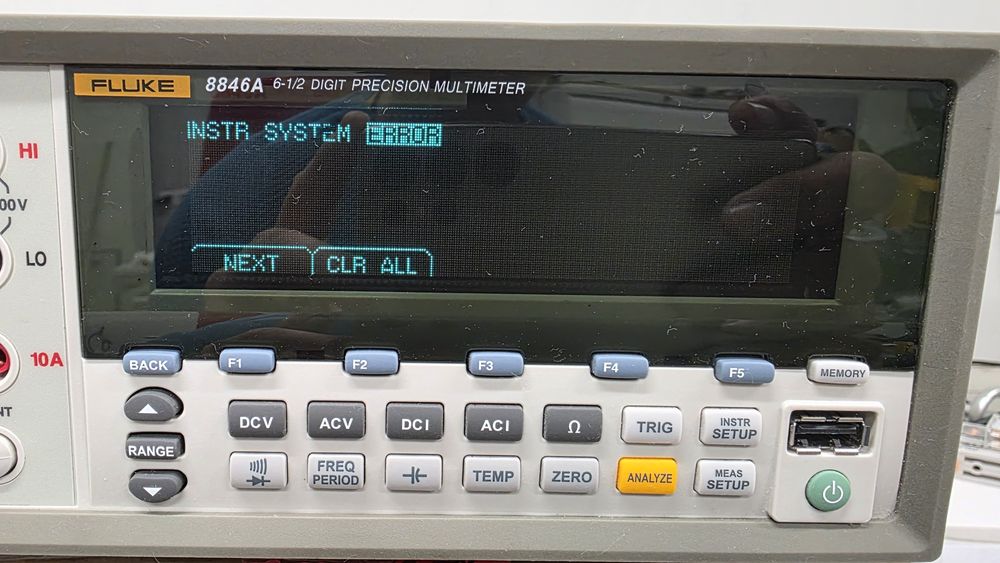 FLUKE 8846A 6-1/2 DIGIT PRECISION MULTIMETER
INSTR SYSTEM ERROR
NEXT CLR ALL
HI
00V
LO
10A
NT
BACK F1 F2 F3 F4 F5 MEMORY
RANGE
DCV ACV DCI ACI Ω TRIG INSTR SETUP
FREQ PERIOD TEMP ZERO ANALYZE MEAS SETUP